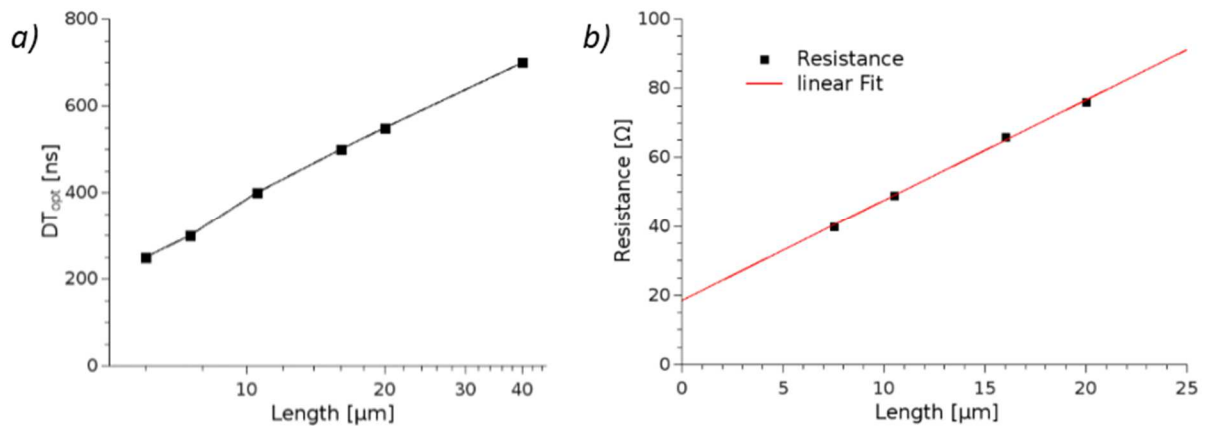 a)
800
600
400
200
0
DT_opt [ns]
10
20
30
40
Length [μm]
b)
100
80
60
40
20
0
Resistance [Ω]
Resistance
linear Fit
0
5
10
15
20
25
Length [μm]